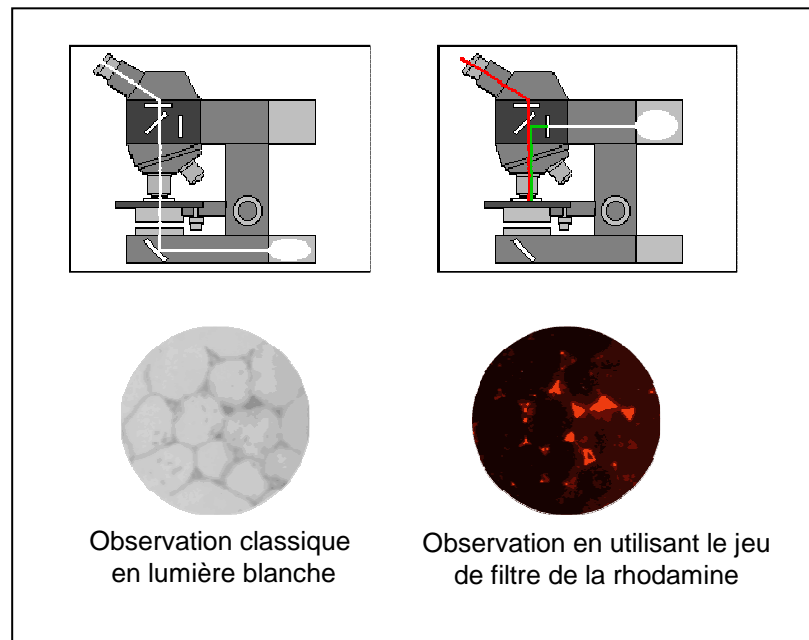 Observation classique
en lumière blanche
Observation en utilisant le jeu
de filtre de la rhodamine